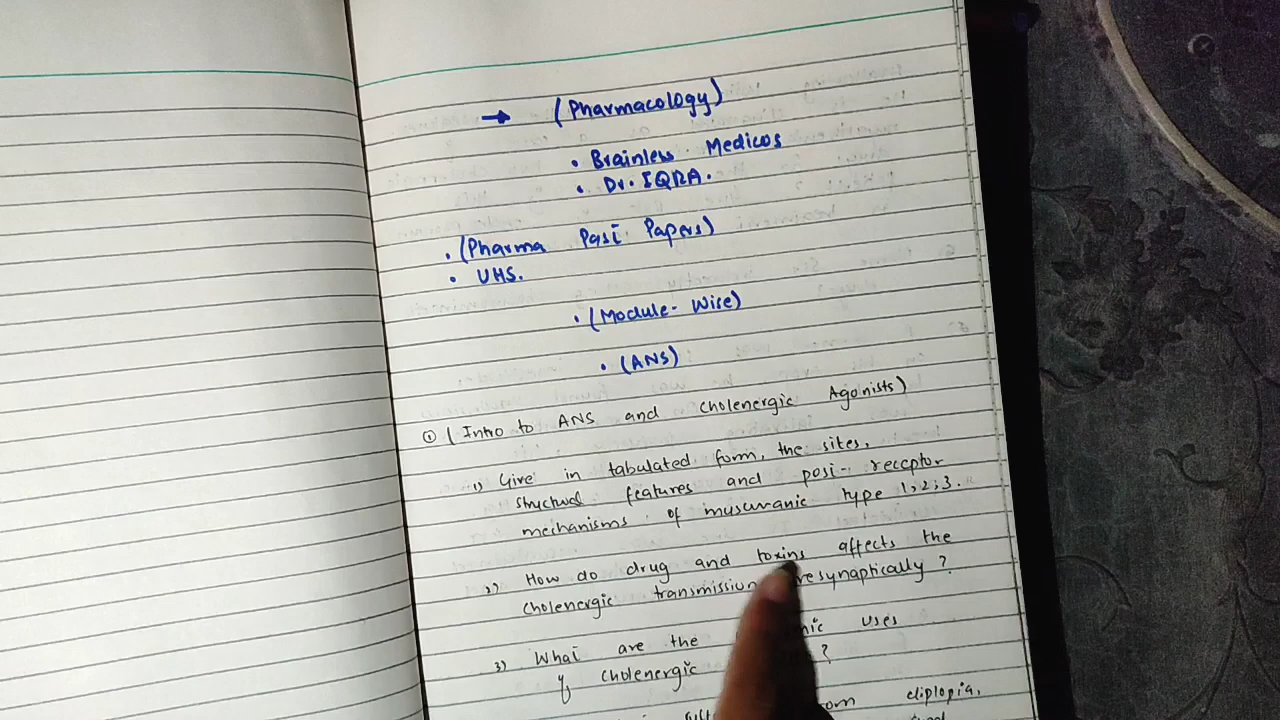 → (Pharmacology)
• Brainless Medicos
• Dr. IQRA.
• (Pharma Past Papers)
• UHS.
• (Module-Wise)
• (ANS)
① (Intro to ANS and cholenergic Agonists)
1) Give in tabulated form, the sites,
structural features and post-receptor
mechanisms of muscuranic type 1,2,3.
2) How do drug and toxins affects the
cholenergic transmission resynaptically?
3) What are the uses
of cholenergic ?
diplopia,